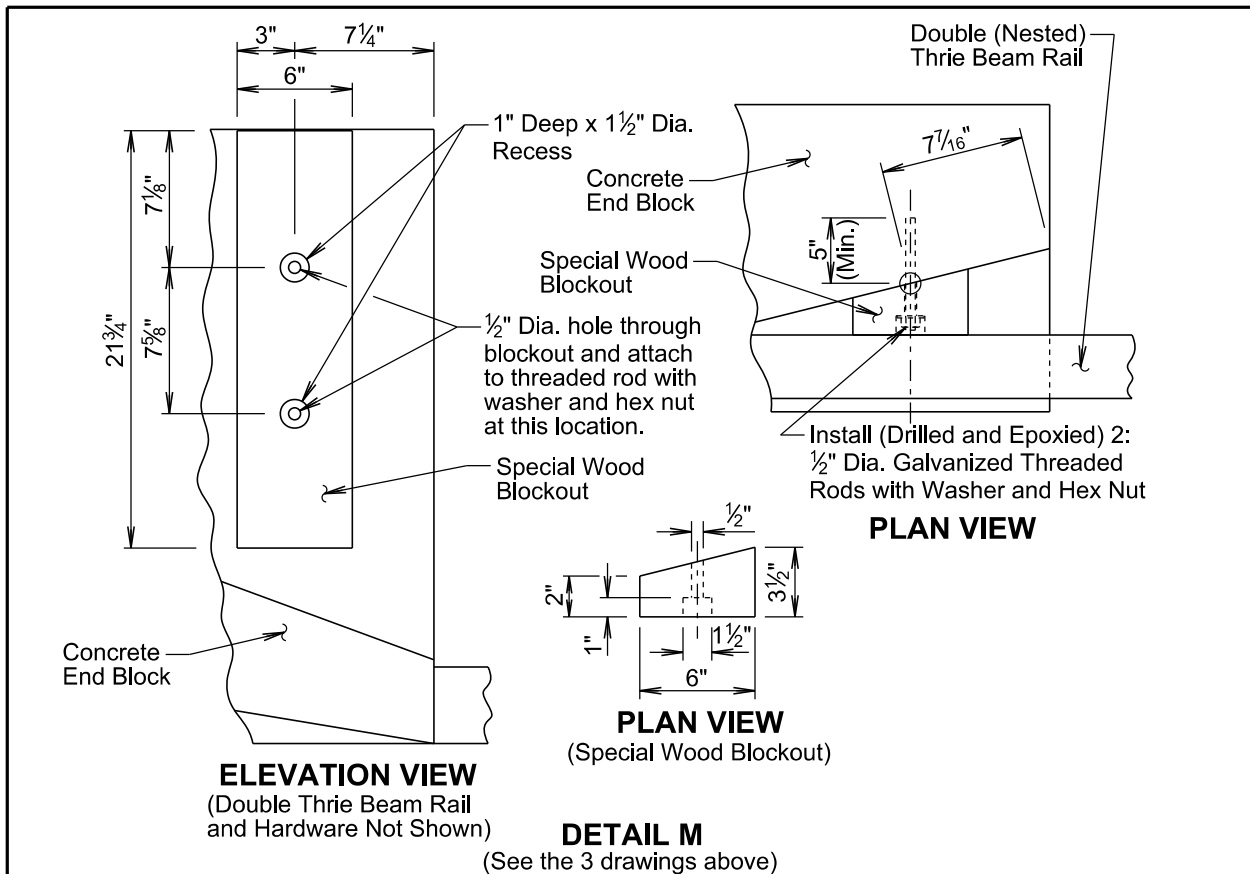 3"
7¼"
6"
7⅛"
7⅝"
21¾"
1" Deep x 1½" Dia.
Recess
½" Dia. hole through
blockout and attach
to threaded rod with
washer and hex nut
at this location.
Special Wood
Blockout
Concrete
End Block
ELEVATION VIEW
(Double Thrie Beam Rail
and Hardware Not Shown)
Double (Nested)
Thrie Beam Rail
7 7/16"
Concrete
End Block
5"
(Min.)
Special Wood
Blockout
Install (Drilled and Epoxied) 2:
½" Dia. Galvanized Threaded
Rods with Washer and Hex Nut
PLAN VIEW
½"
2"
1"
3½"
1½"
6"
PLAN VIEW
(Special Wood Blockout)
DETAIL M
(See the 3 drawings above)